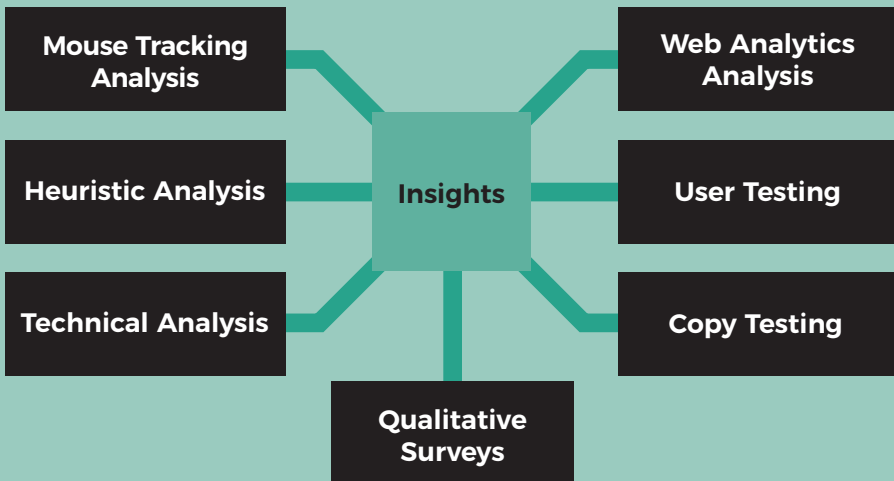 Mouse Tracking
Analysis
Web Analytics
Analysis
Heuristic Analysis
Insights
User Testing
Technical Analysis
Copy Testing
Qualitative
Surveys